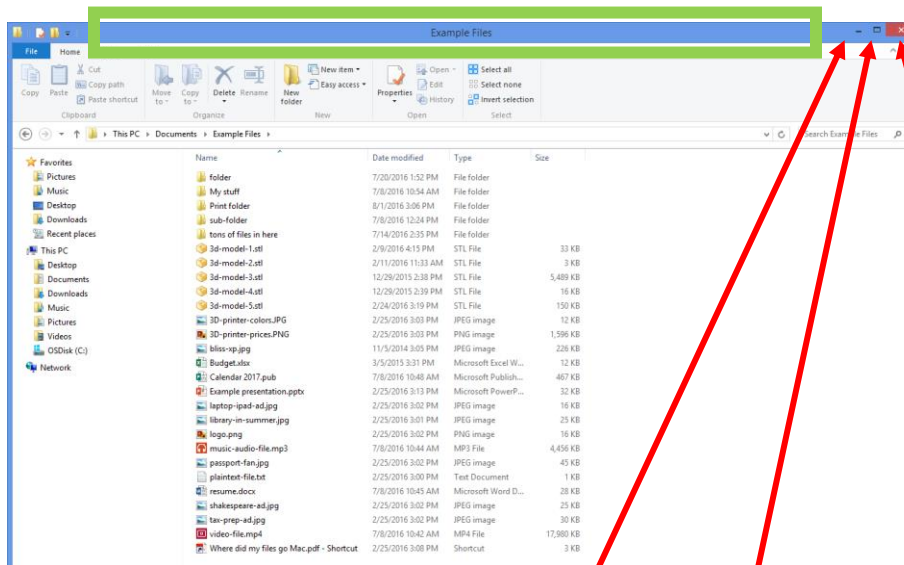 Example Files
File Home
Cut
Copy path
Paste shortcut
Copy Paste
Move to Copy to Delete Rename
New folder
New item
Easy access
Properties
Open
Edit
History
Select all
Select none
Invert selection
Clipboard Organize New Open Select
This PC Documents Example Files
Search Example Files
Name Date modified Type Size
Favorites
Pictures
Music
Desktop
Downloads
Recent places
This PC
Desktop
Documents
Downloads
Music
Pictures
Videos
OSDisk (C:)
Network
folder 7/20/2016 1:52 PM File folder
My stuff 7/8/2016 10:54 AM File folder
Print folder 8/1/2016 3:06 PM File folder
sub-folder 7/8/2016 12:24 PM File folder
tons of files in here 7/14/2016 2:35 PM File folder
3d-model-1.stl 2/9/2016 4:15 PM STL File 33 KB
3d-model-2.stl 2/11/2016 11:33 AM STL File 3 KB
3d-model-3.stl 12/29/2015 2:38 PM STL File 5,489 KB
3d-model-4.stl 12/29/2015 2:39 PM STL File 16 KB
3d-model-5.stl 2/24/2016 3:19 PM STL File 150 KB
3D-printer-colors.JPG 2/25/2016 3:03 PM JPEG image 12 KB
3D-printer-prices.PNG 2/25/2016 3:03 PM PNG image 1,596 KB
bliss-xp.jpg 11/5/2014 3:05 PM JPEG image 226 KB
Budget.xlsx 3/5/2015 3:31 PM Microsoft Excel W... 12 KB
Calendar 2017.pub 7/8/2016 10:48 AM Microsoft Publish... 467 KB
Example presentation.pptx 2/25/2016 3:13 PM Microsoft PowerP... 32 KB
laptop-ipad-ad.jpg 2/25/2016 3:02 PM JPEG image 16 KB
library-in-summer.jpg 2/25/2016 3:01 PM JPEG image 25 KB
logo.png 2/25/2016 3:02 PM PNG image 16 KB
music-audio-file.mp3 7/8/2016 10:44 AM MP3 File 4,456 KB
passport-fan.jpg 2/25/2016 3:02 PM JPEG image 45 KB
plaintext-file.txt 2/25/2016 3:00 PM Text Document 1 KB
resume.docx 7/8/2016 10:45 AM Microsoft Word D... 28 KB
shakespeare-ad.jpg 2/25/2016 3:02 PM JPEG image 25 KB
tax-prep-ad.jpg 2/25/2016 3:02 PM JPEG image 30 KB
video-file.mp4 7/8/2016 10:42 AM MP4 File 17,980 KB
Where did my files go Mac.pdf - Shortcut 2/25/2016 3:08 PM Shortcut 3 KB